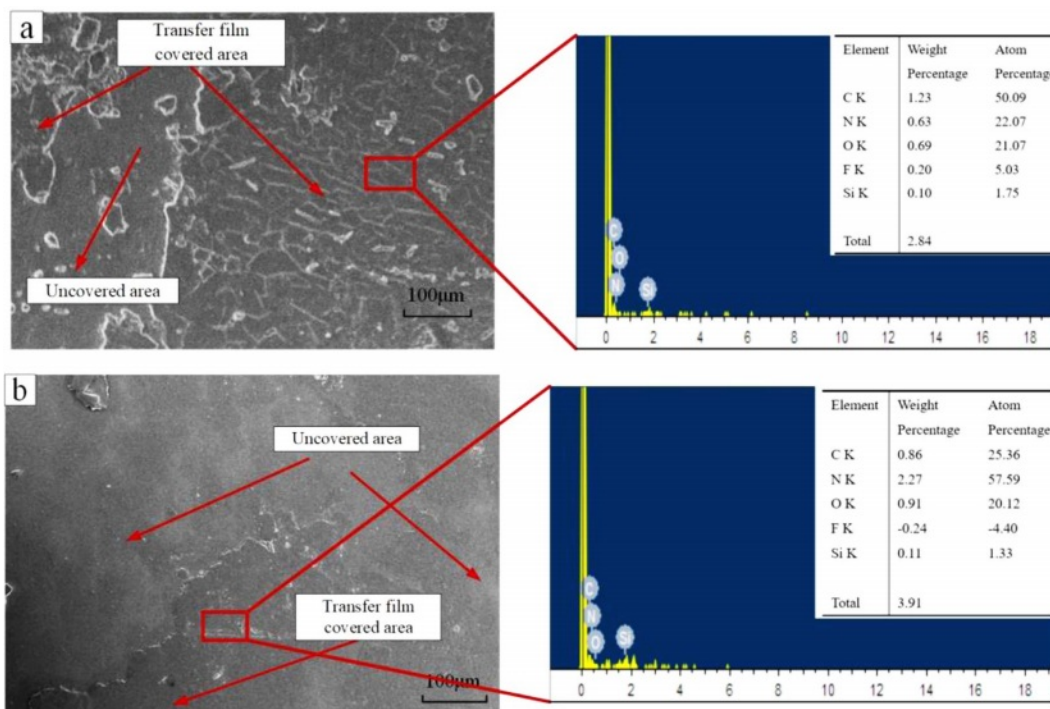 a
Transfer film
covered area
Uncovered area
100μm
Element Weight Atom
Percentage Percentage
C K 1.23 50.09
N K 0.63 22.07
O K 0.69 21.07
F K 0.20 5.03
Si K 0.10 1.75
Total 2.84
C
O
N
Si
0 2 4 6 8 10 12 14 16 18
b
Uncovered area
Transfer film
covered area
100μm
Element Weight Atom
Percentage Percentage
C K 0.86 25.36
N K 2.27 57.59
O K 0.91 20.12
F K -0.24 -4.40
Si K 0.11 1.33
Total 3.91
C
N
O
Si
0 2 4 6 8 10 12 14 16 18